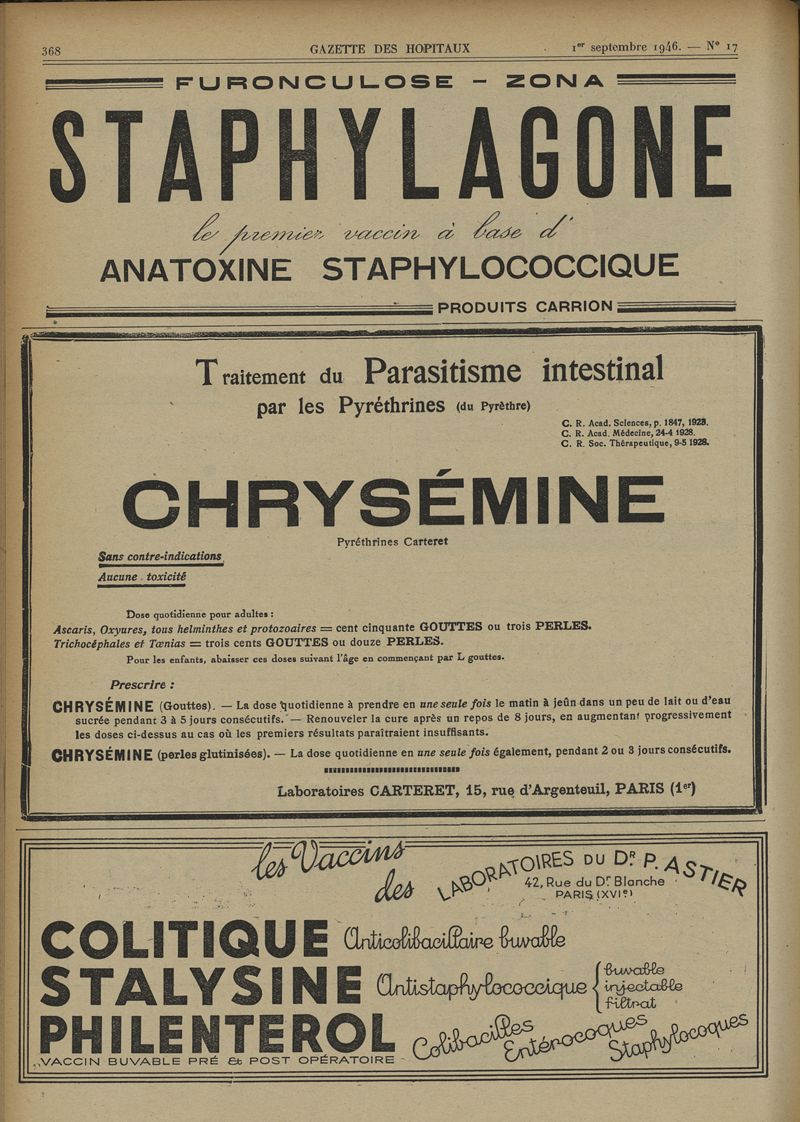 368 GAZETTE DES HOPITAUX 1er septembre 1946. — N° 17
FURONCULOSE - ZONA
STAPHYLAGONE
le premier vaccin à base d'
ANATOXINE STAPHYLOCOCCIQUE
PRODUITS CARRION
Traitement du Parasitisme intestinal
par les Pyréthrines (du Pyrèthre)
C. R. Acad. Sciences, p. 1847, 1923.
C. R. Acad. Médecine, 24-4 1928.
C. R. Soc. Thérapeutique, 9-5 1928.
CHRYSÉMINE
Pyréthrines Carteret
Sans contre-indications
Aucune toxicité
Dose quotidienne pour adultes :
Ascaris, Oxyures, tous helminthes et protozoaires = cent cinquante GOUTTES ou trois PERLES.
Trichocéphales et Tœnias = trois cents GOUTTES ou douze PERLES.
Pour les enfants, abaisser ces doses suivant l'âge en commençant par L gouttes.
Prescrire :
CHRYSÉMINE (Gouttes). — La dose quotidienne à prendre en une seule fois le matin à jeûn dans un peu de lait ou d'eau
sucrée pendant 3 à 5 jours consécutifs. — Renouveler la cure après un repos de 8 jours, en augmentant progressivement
les doses ci-dessus au cas où les premiers résultats paraîtraient insuffisants.
CHRYSÉMINE (perles glutinisées). — La dose quotidienne en une seule fois également, pendant 2 ou 3 jours consécutifs.
Laboratoires CARTERET, 15, rue d'Argenteuil, PARIS (1er)
les Vaccins
des LABORATOIRES DU Dr P. ASTIER
42, Rue du Dr Blanche
PARIS (XVIe)
COLITIQUE Anticolibacillaire buvable
STALYSINE Antistaphylococcique { buvable
injectable
filtrat
PHILENTEROL Colibacilles Entérocoques Staphylocoques
VACCIN BUVABLE PRÉ & POST OPÉRATOIRE